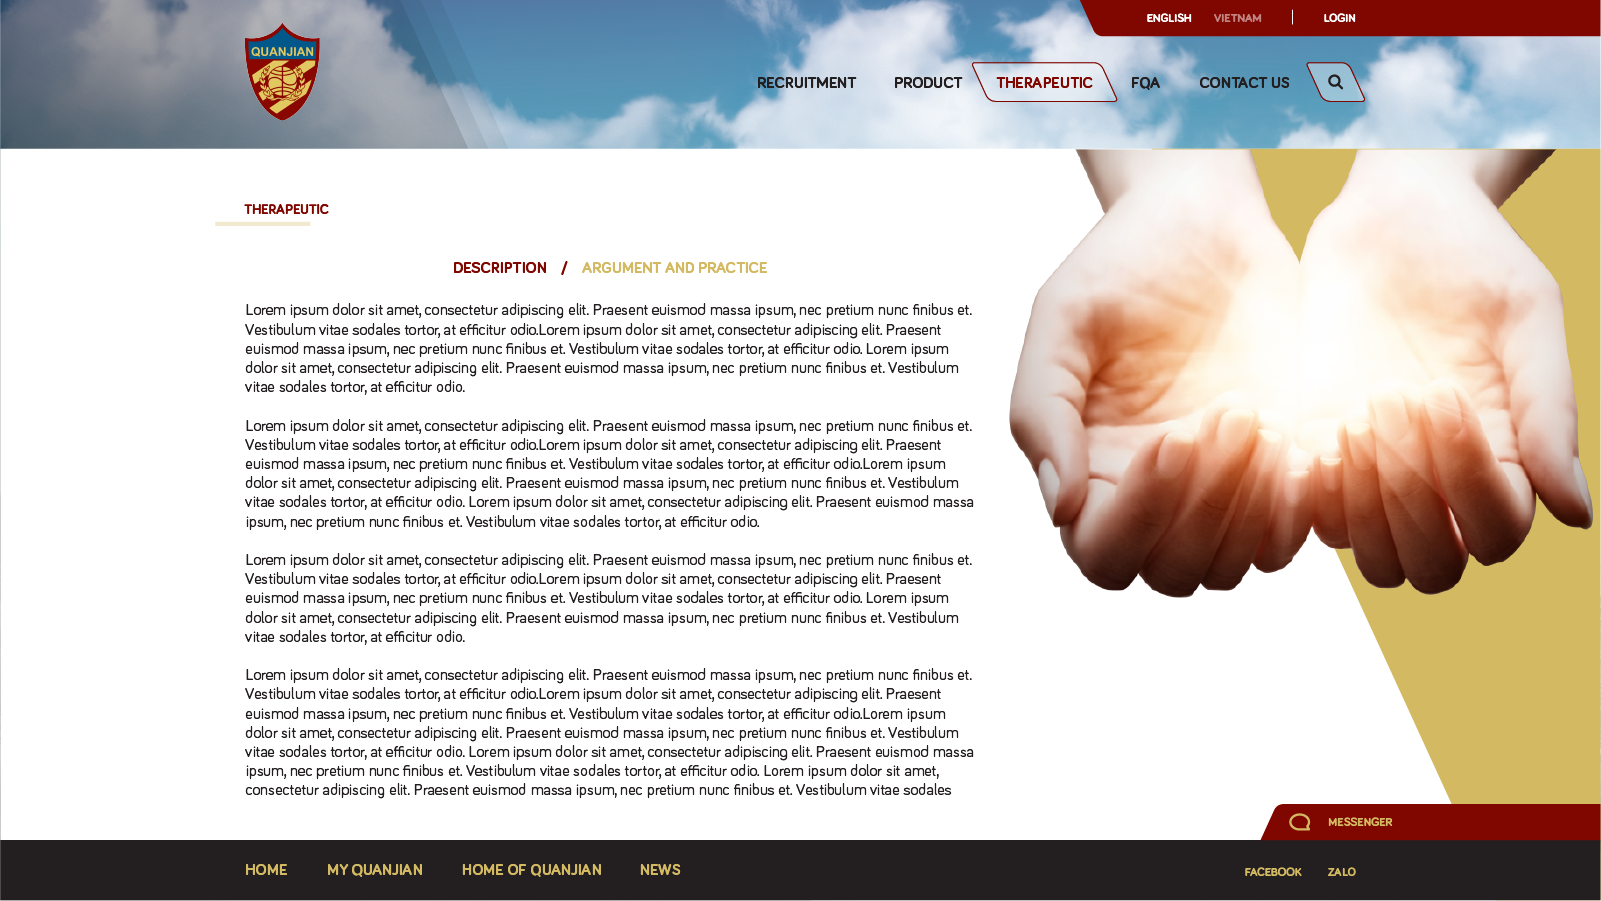 ENGLISH VIETNAM LOGIN
QUANJIAN
RECRUITMENT PRODUCT THERAPEUTIC FQA CONTACT US
THERAPEUTIC
DESCRIPTION / ARGUMENT AND PRACTICE
Lorem ipsum dolor sit amet, consectetur adipiscing elit. Praesent euismod massa ipsum, nec pretium nunc finibus et.
Vestibulum vitae sodales tortor, at efficitur odio.Lorem ipsum dolor sit amet, consectetur adipiscing elit. Praesent
euismod massa ipsum, nec pretium nunc finibus et. Vestibulum vitae sodales tortor, at efficitur odio. Lorem ipsum
dolor sit amet, consectetur adipiscing elit. Praesent euismod massa ipsum, nec pretium nunc finibus et. Vestibulum
vitae sodales tortor, at efficitur odio.
Lorem ipsum dolor sit amet, consectetur adipiscing elit. Praesent euismod massa ipsum, nec pretium nunc finibus et.
Vestibulum vitae sodales tortor, at efficitur odio.Lorem ipsum dolor sit amet, consectetur adipiscing elit. Praesent
euismod massa ipsum, nec pretium nunc finibus et. Vestibulum vitae sodales tortor, at efficitur odio.Lorem ipsum
dolor sit amet, consectetur adipiscing elit. Praesent euismod massa ipsum, nec pretium nunc finibus et. Vestibulum
vitae sodales tortor, at efficitur odio. Lorem ipsum dolor sit amet, consectetur adipiscing elit. Praesent euismod massa
ipsum, nec pretium nunc finibus et. Vestibulum vitae sodales tortor, at efficitur odio.
Lorem ipsum dolor sit amet, consectetur adipiscing elit. Praesent euismod massa ipsum, nec pretium nunc finibus et.
Vestibulum vitae sodales tortor, at efficitur odio.Lorem ipsum dolor sit amet, consectetur adipiscing elit. Praesent
euismod massa ipsum, nec pretium nunc finibus et. Vestibulum vitae sodales tortor, at efficitur odio. Lorem ipsum
dolor sit amet, consectetur adipiscing elit. Praesent euismod massa ipsum, nec pretium nunc finibus et. Vestibulum
vitae sodales tortor, at efficitur odio.
Lorem ipsum dolor sit amet, consectetur adipiscing elit. Praesent euismod massa ipsum, nec pretium nunc finibus et.
Vestibulum vitae sodales tortor, at efficitur odio.Lorem ipsum dolor sit amet, consectetur adipiscing elit. Praesent
euismod massa ipsum, nec pretium nunc finibus et. Vestibulum vitae sodales tortor, at efficitur odio.Lorem ipsum
dolor sit amet, consectetur adipiscing elit. Praesent euismod massa ipsum, nec pretium nunc finibus et. Vestibulum
vitae sodales tortor, at efficitur odio. Lorem ipsum dolor sit amet, consectetur adipiscing elit. Praesent euismod massa
ipsum, nec pretium nunc finibus et. Vestibulum vitae sodales tortor, at efficitur odio. Lorem ipsum dolor sit amet,
consectetur adipiscing elit. Praesent euismod massa ipsum, nec pretium nunc finibus et. Vestibulum vitae sodales
MESSENGER
HOME MY QUANJIAN HOME OF QUANJIAN NEWS FACEBOOK ZALO